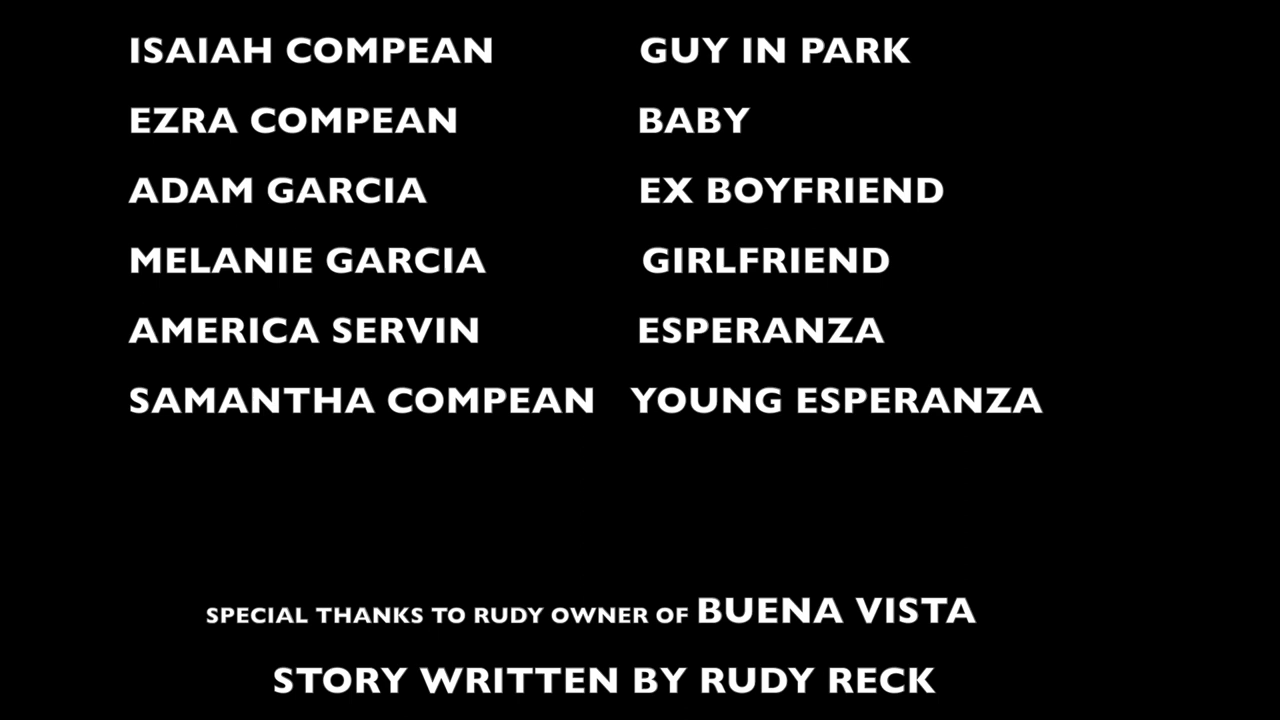 ISAIAH COMPEAN GUY IN PARK
EZRA COMPEAN BABY
ADAM GARCIA EX BOYFRIEND
MELANIE GARCIA GIRLFRIEND
AMERICA SERVIN ESPERANZA
SAMANTHA COMPEAN YOUNG ESPERANZA
SPECIAL THANKS TO RUDY OWNER OF BUENA VISTA
STORY WRITTEN BY RUDY RECK